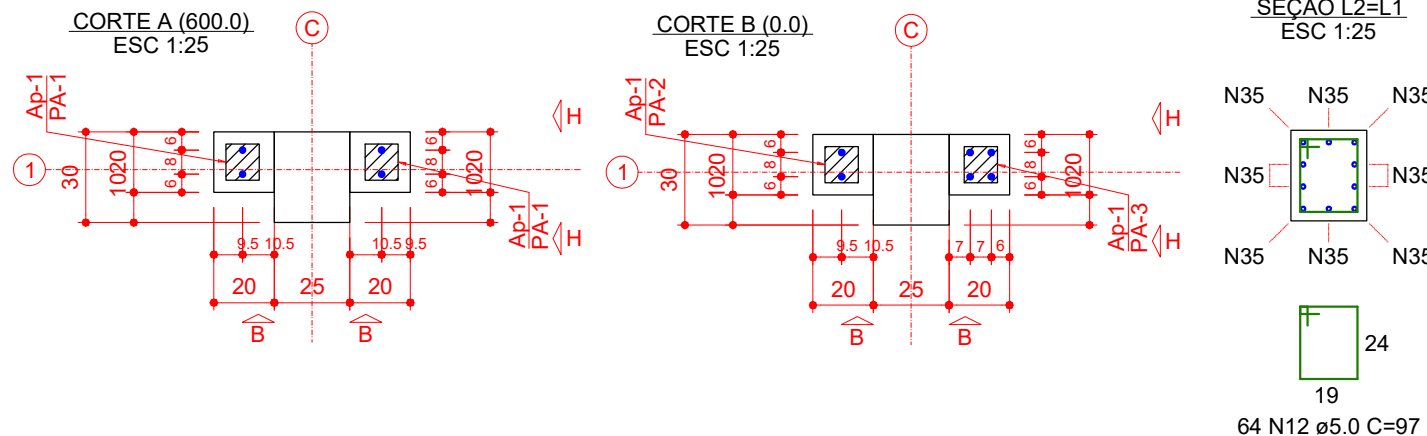 CORTE A (600.0)
ESC 1:25
C
Ap-1
PA-1
H
1
30
10
20
6
8
6
6
8
6
10
20
Ap-1
PA-1
H
9.5 10.5
10.5 9.5
20
25
20
B
B
CORTE B (0.0)
ESC 1:25
C
Ap-1
PA-2
H
1
30
10
20
6
8
6
6
8
6
10
20
Ap-1
PA-3
H
9.5 10.5
7 7 6
20
25
20
B
B
SEÇÃO L2=L1
ESC 1:25
N35 N35 N35
N35 N35
N35 N35 N35
24
19
64 N12 ø5.0 C=97